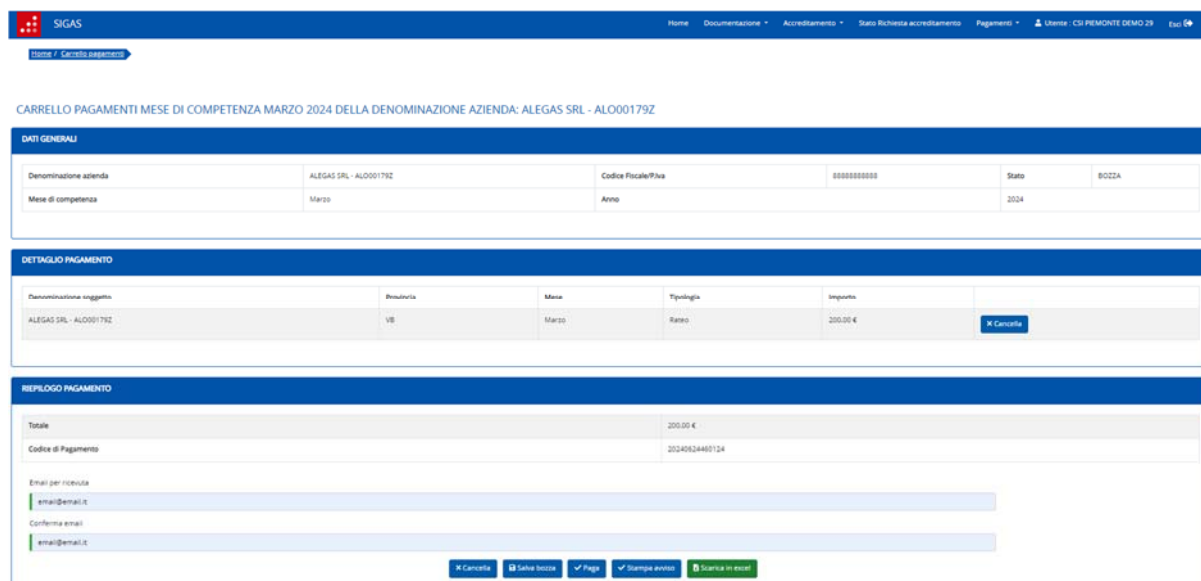 SIGAS Home Documentazione Accreditamento Stato Richiesta accreditamento Pagamenti Utente : CSI PIEMONTE DEMO 29 Esci
Home / Carrello pagamenti
CARRELLO PAGAMENTI MESE DI COMPETENZA MARZO 2024 DELLA DENOMINAZIONE AZIENDA: ALEGAS SRL - ALO00179Z
DATI GENERALI
Denominazione azienda ALEGAS SRL - ALO00179Z Codice Fiscale/P.Iva 88888888888 Stato BOZZA
Mese di competenza Marzo Anno 2024
DETTAGLIO PAGAMENTO
Denominazione soggetto Provincia Mese Tipologia Importo
ALEGAS SRL - ALO00179Z VB Marzo Rateo 200.00 € Cancella
RIEPILOGO PAGAMENTO
Totale 200.00 €
Codice di Pagamento 20240624460124
Email per ricevuta
email@email.it
Conferma email
email@email.it
Cancella Salva bozza Paga Stampa avviso Scarica in excel